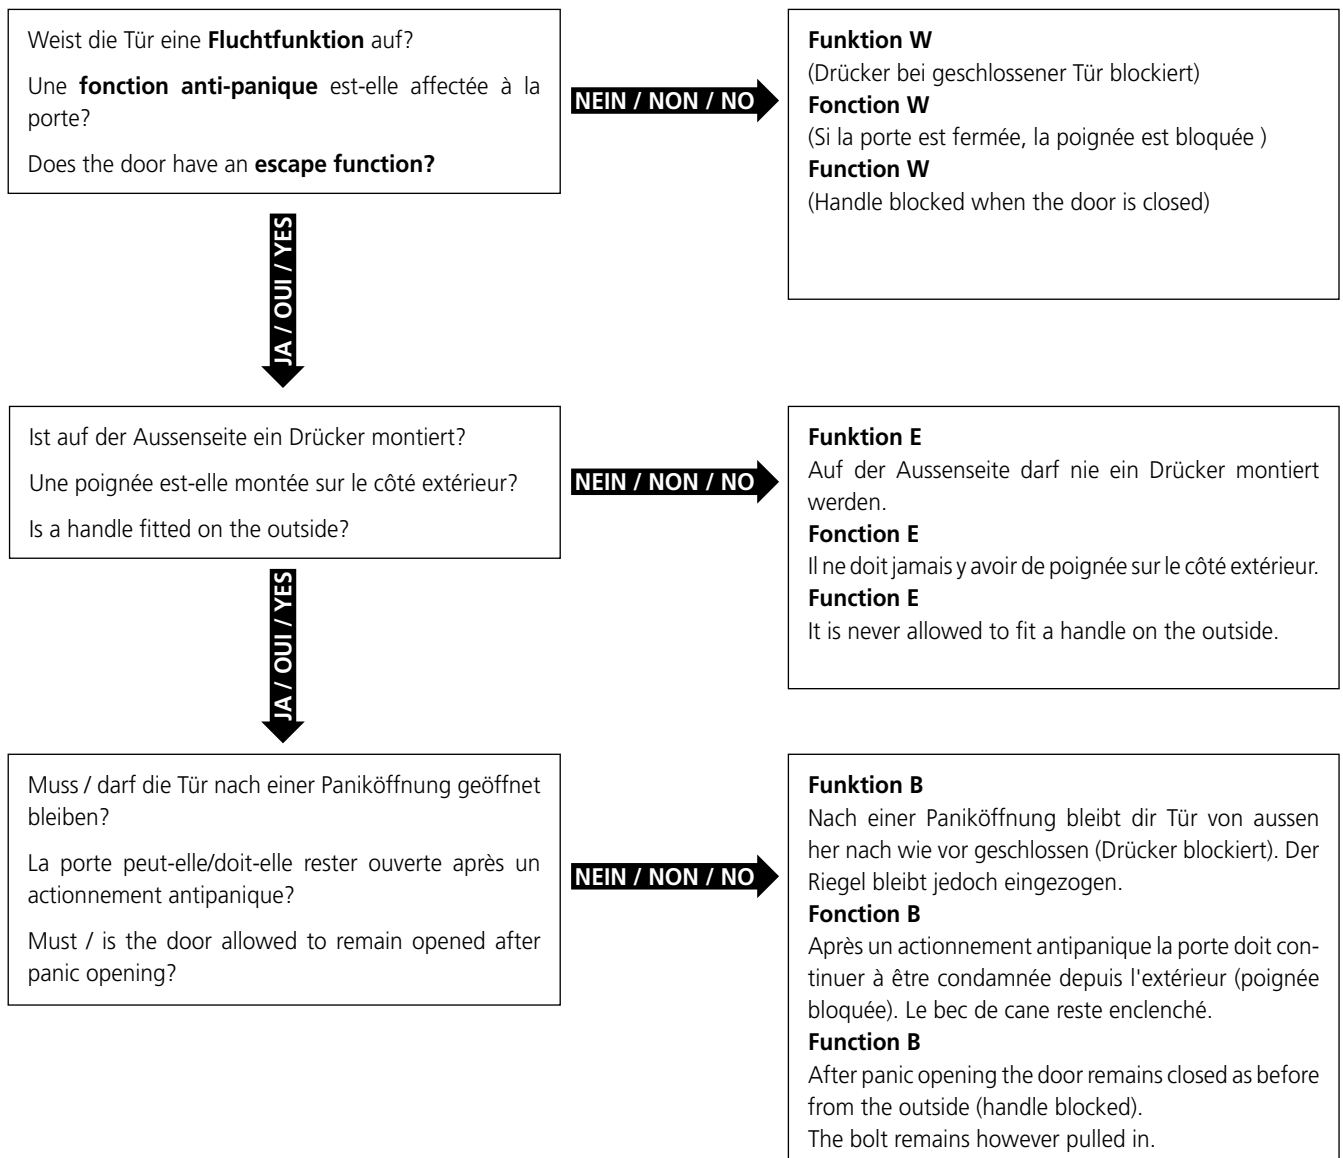 Weist die Tür eine Fluchtfunktion auf?
Une fonction anti-panique est-elle affectée à la
porte?
Does the door have an escape function?
NEIN / NON / NO
Funktion W
(Drücker bei geschlossener Tür blockiert)
Fonction W
(Si la porte est fermée, la poignée est bloquée )
Function W
(Handle blocked when the door is closed)
JA / OUI / YES
Ist auf der Aussenseite ein Drücker montiert?
Une poignée est-elle montée sur le côté extérieur?
Is a handle fitted on the outside?
NEIN / NON / NO
Funktion E
Auf der Aussenseite darf nie ein Drücker montiert
werden.
Fonction E
Il ne doit jamais y avoir de poignée sur le côté extérieur.
Function E
It is never allowed to fit a handle on the outside.
JA / OUI / YES
Muss / darf die Tür nach einer Paniköffnung geöffnet
bleiben?
La porte peut-elle/doit-elle rester ouverte après un
actionnement antipanique?
Must / is the door allowed to remain opened after
panic opening?
NEIN / NON / NO
Funktion B
Nach einer Paniköffnung bleibt dir Tür von aussen
her nach wie vor geschlossen (Drücker blockiert). Der
Riegel bleibt jedoch eingezogen.
Fonction B
Après un actionnement antipanique la porte doit con-
tinuer à être condamnée depuis l'extérieur (poignée
bloquée). Le bec de cane reste enclenché.
Function B
After panic opening the door remains closed as before
from the outside (handle blocked).
The bolt remains however pulled in.